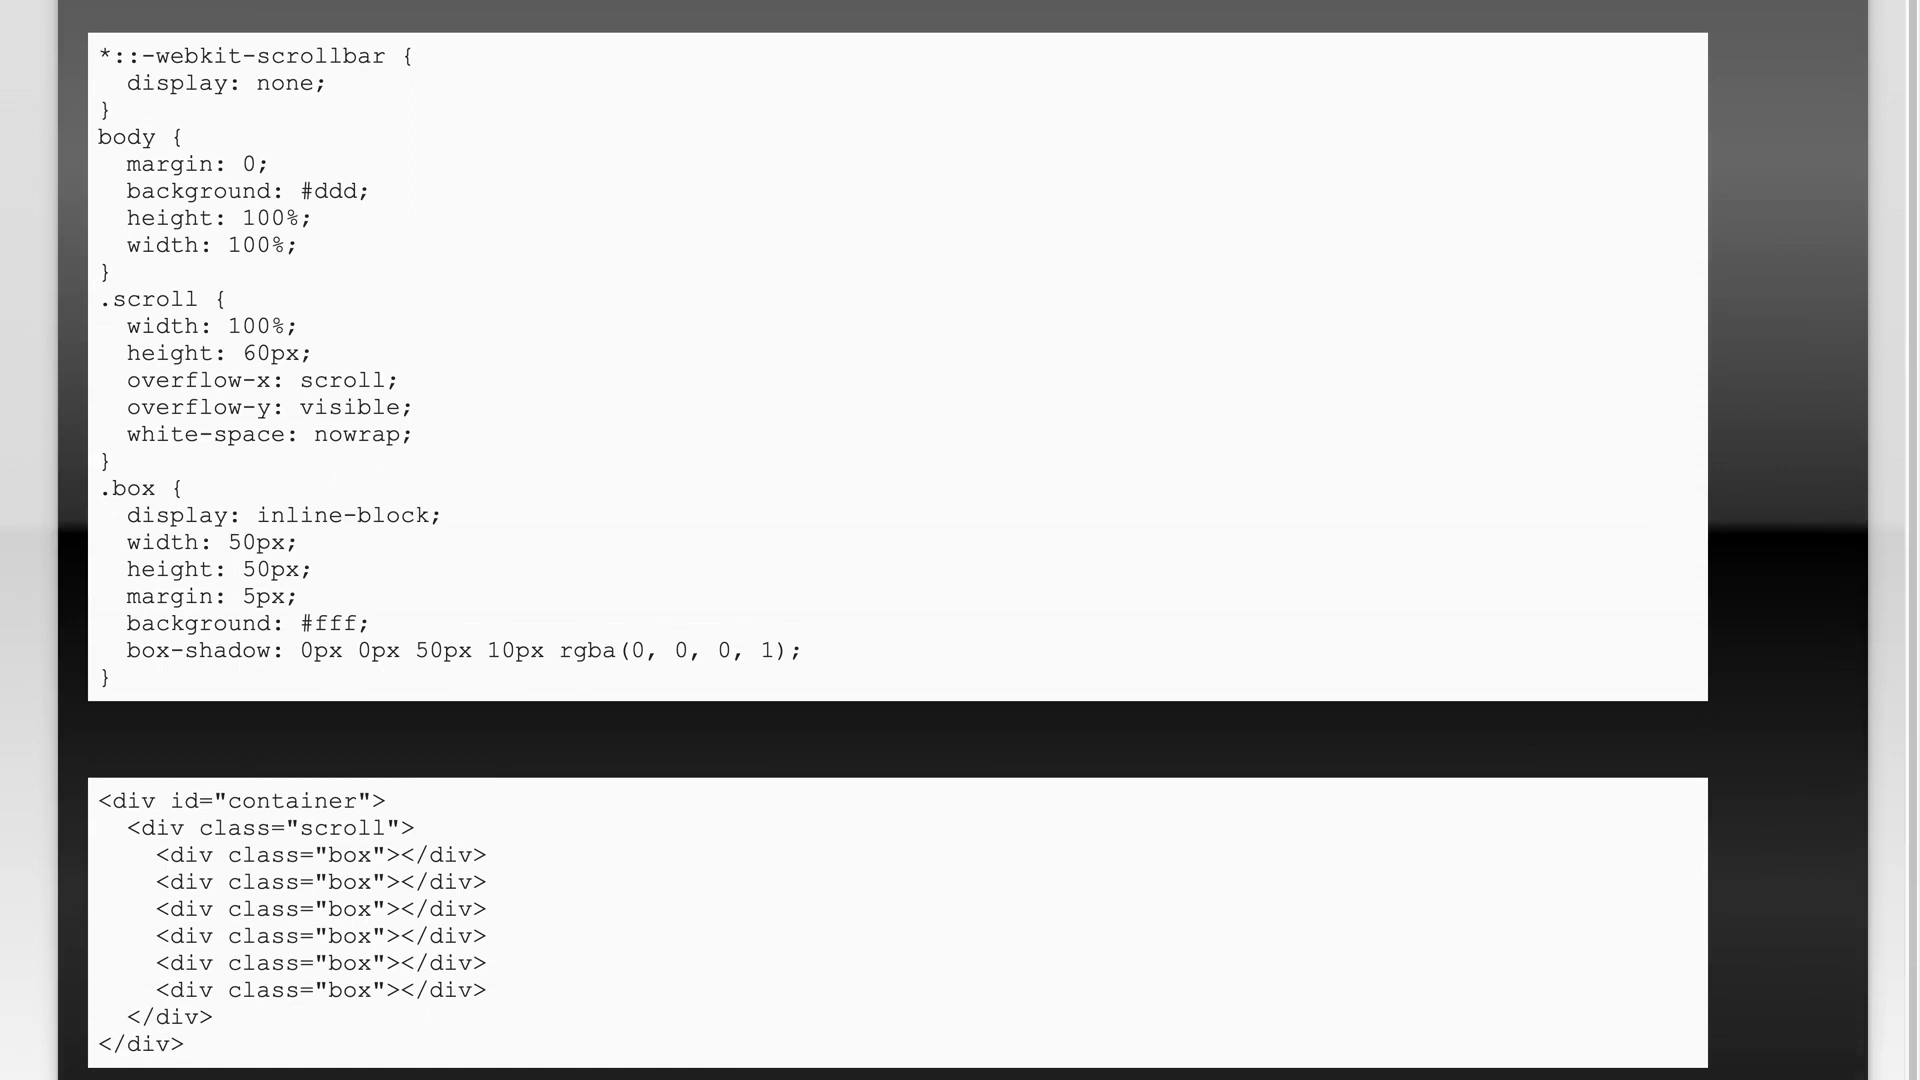 *::-webkit-scrollbar {
  display: none;
}
body {
  margin: 0;
  background: #ddd;
  height: 100%;
  width: 100%;
}
.scroll {
  width: 100%;
  height: 60px;
  overflow-x: scroll;
  overflow-y: visible;
  white-space: nowrap;
}
.box {
  display: inline-block;
  width: 50px;
  height: 50px;
  margin: 5px;
  background: #fff;
  box-shadow: 0px 0px 50px 10px rgba(0, 0, 0, 1);
}
<div id="container">
  <div class="scroll">
    <div class="box"></div>
    <div class="box"></div>
    <div class="box"></div>
    <div class="box"></div>
    <div class="box"></div>
    <div class="box"></div>
  </div>
</div>